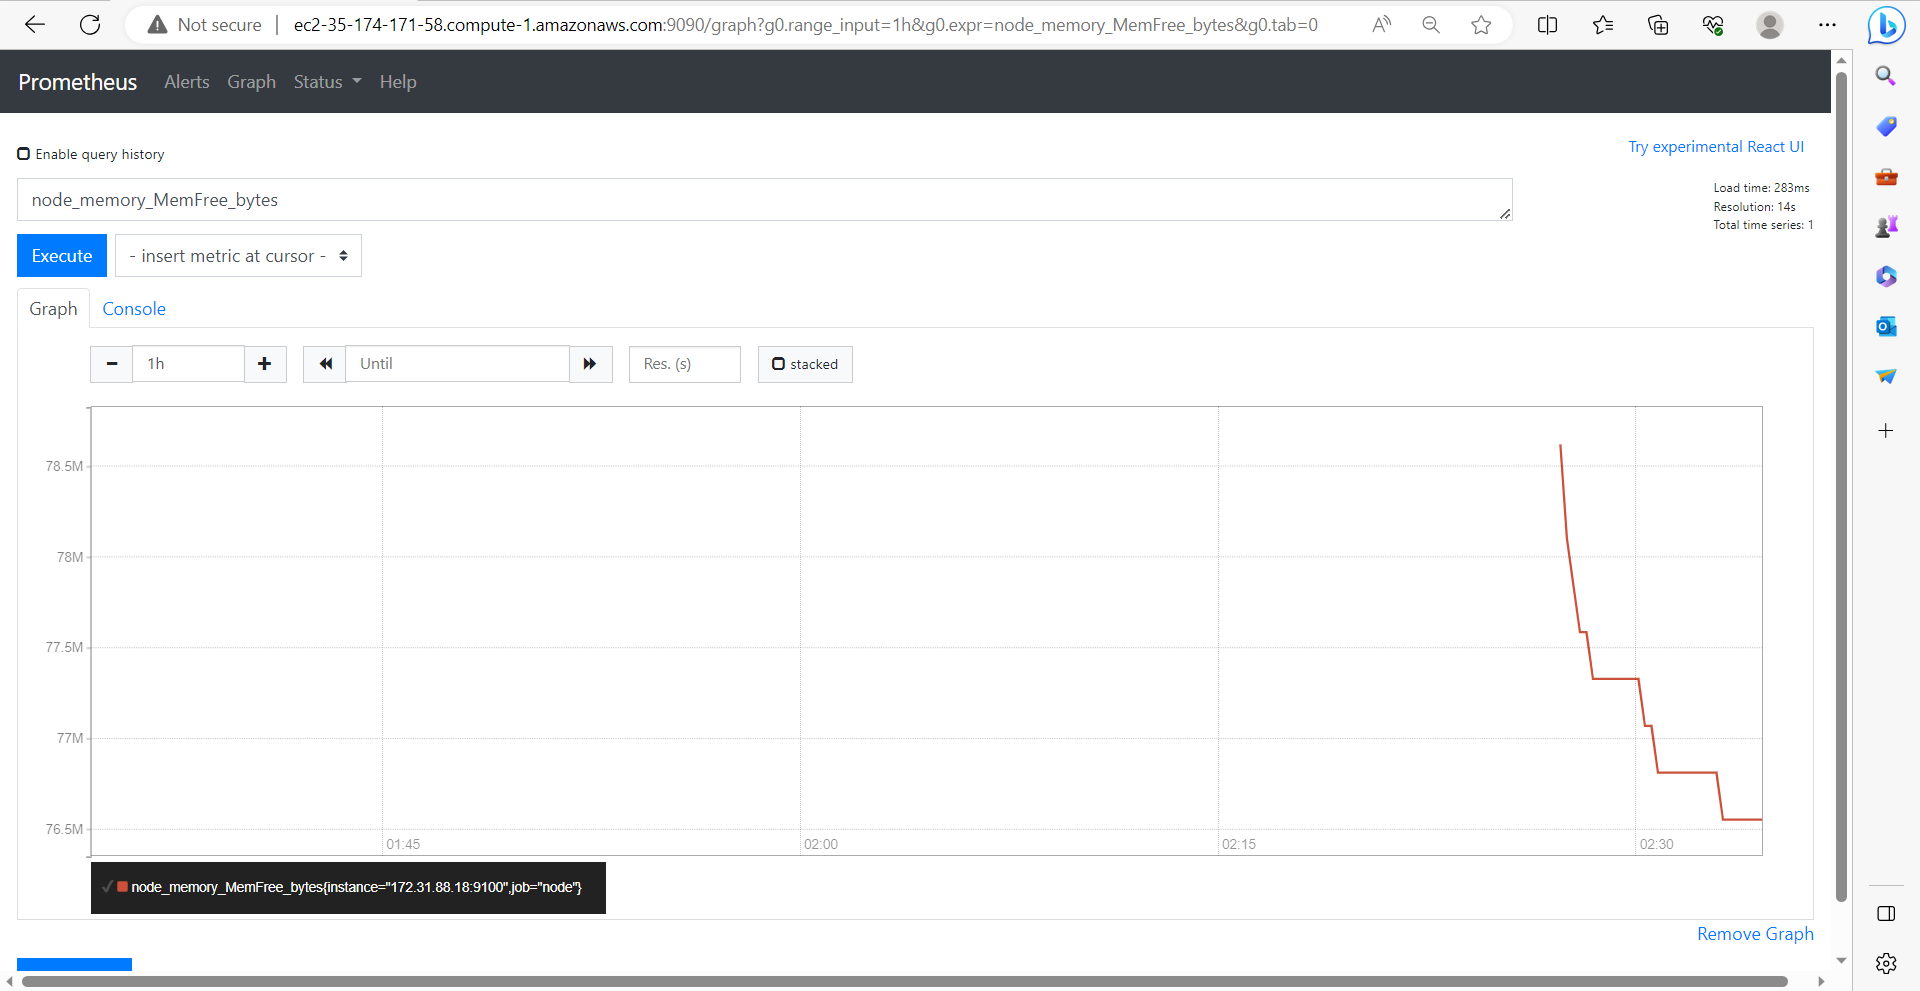 Not secure | ec2-35-174-171-58.compute-1.amazonaws.com:9090/graph?g0.range_input=1h&g0.expr=node_memory_MemFree_bytes&g0.tab=0
Prometheus Alerts Graph Status Help
Enable query history
Try experimental React UI
node_memory_MemFree_bytes
Load time: 283ms
Resolution: 14s
Total time series: 1
Execute - insert metric at cursor -
Graph Console
1h Until Res. (s) stacked
78.5M
78M
77.5M
77M
76.5M
01:45 02:00 02:15 02:30
node_memory_MemFree_bytes{instance="172.31.88.18:9100",job="node"}
Remove Graph